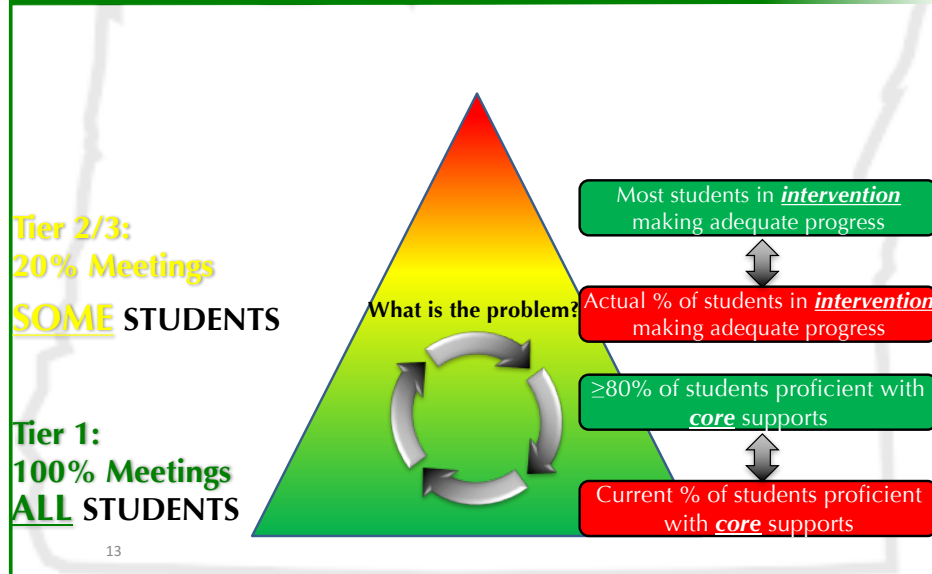 Tier 2/3:
20% Meetings
SOME STUDENTS
Tier 1:
100% Meetings
ALL STUDENTS
What is the problem?
Most students in intervention
making adequate progress
Actual % of students in intervention
making adequate progress
≥80% of students proficient with
core supports
Current % of students proficient
with core supports
13